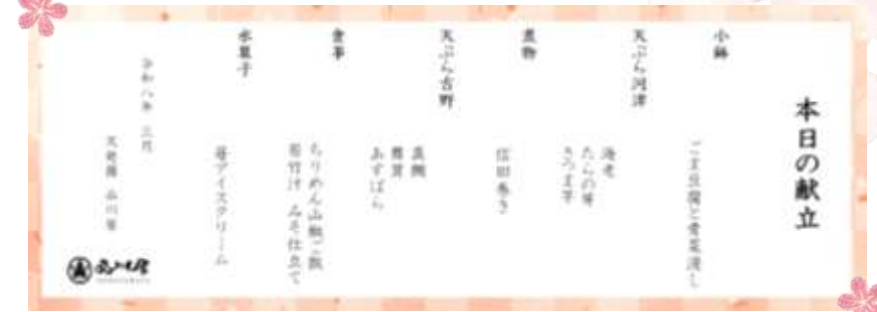 本日の献立
小鉢
ごま豆腐と青菜浸し
天ぷら河津
海老
たらの芽
さつま芋
煮物
信田巻き
天ぷら吉野
真鯛
舞茸
あすぱら
食事
ちりめん山椒ご飯
若竹汁 みそ仕立て
水菓子
苺アイスクリーム
令和八年 三月